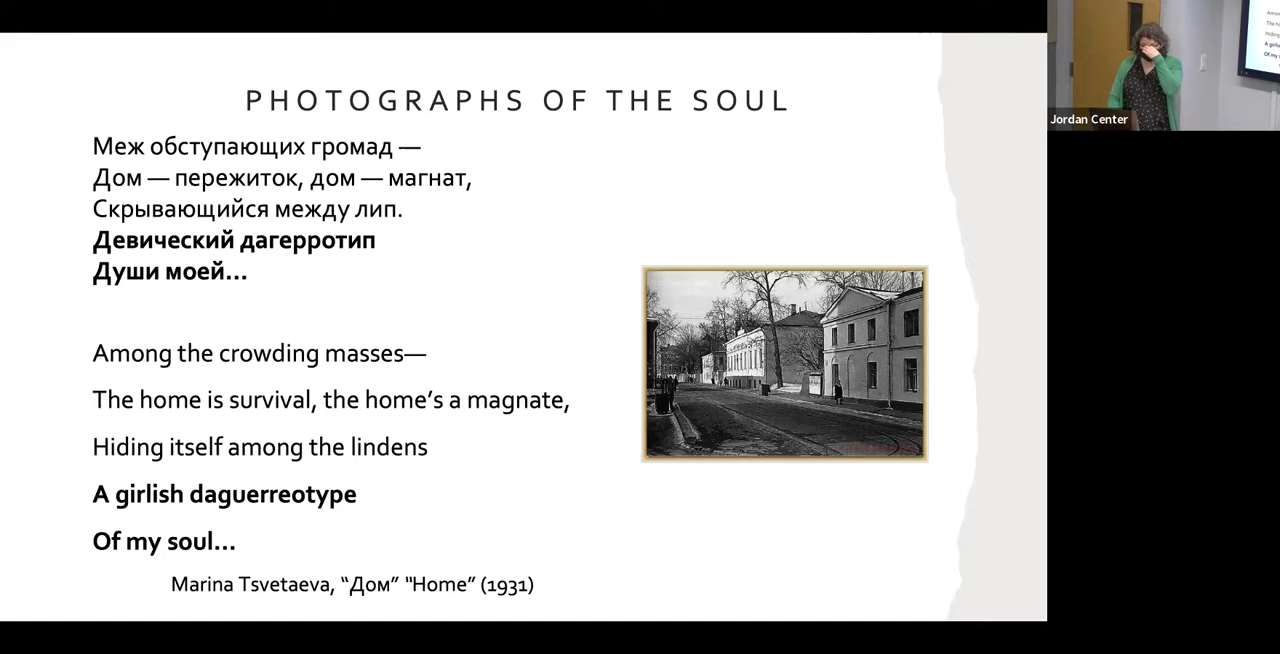 PHOTOGRAPHS OF THE SOUL
Меж обступающих громад —
Дом — пережиток, дом — магнат,
Скрывающийся между лип.
Девический дагерротип
Души моей…
Among the crowding masses—
The home is survival, the home’s a magnate,
Hiding itself among the lindens
A girlish daguerreotype
Of my soul…
Marina Tsvetaeva, “Дом” “Home” (1931)
Jordan Center